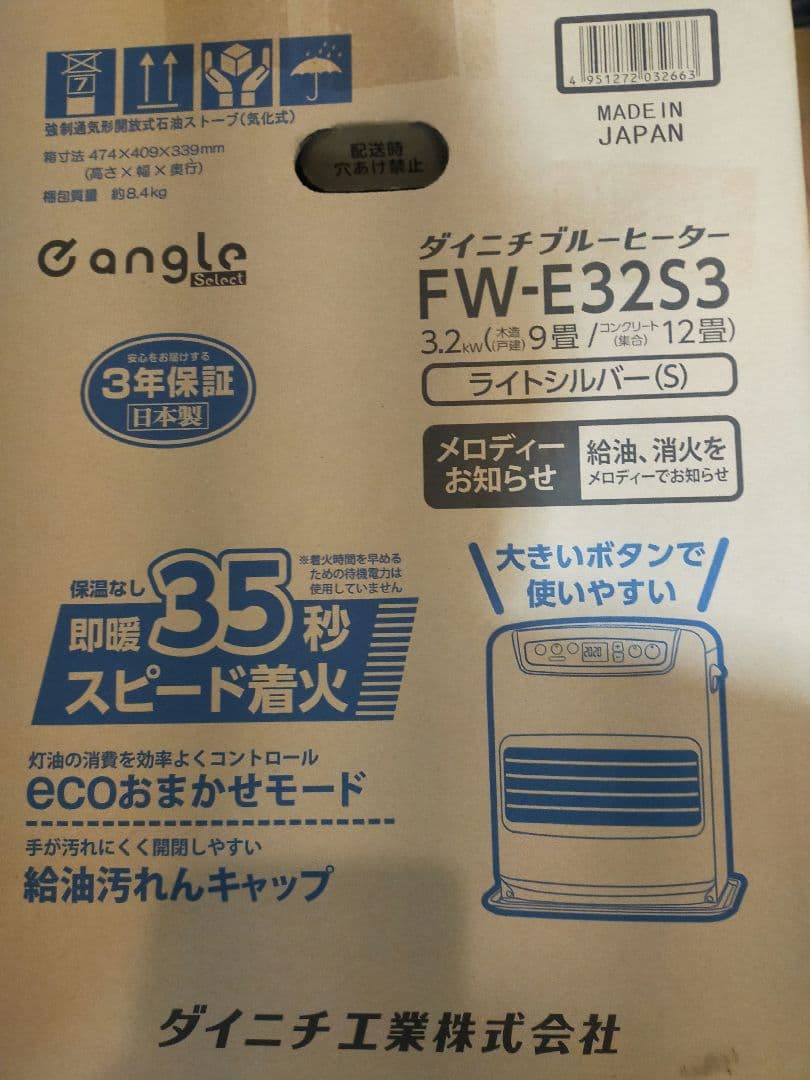 7
4 951272 032663
MADE IN
JAPAN
強制通気形開放式石油ストーブ(気化式)
箱寸法 474×409×339mm
(高さ×幅×奥行)
梱包質量 約8.4kg
配送時
穴あけ禁止
e angle
Select
ダイニチブルーヒーター
FW-E32S3
3.2kW(木造(戸建)9畳/コンクリート(集合)12畳)
ライトシルバー(S)
安心をお届けする
3年保証
日本製
メロディー
お知らせ
給油、消火を
メロディーでお知らせ
保温なし
即暖35秒
スピード着火
※着火時間を早める
ための待機電力は
使用していません
大きいボタンで
使いやすい
2020
灯油の消費を効率よくコントロール
ecoおまかせモード
手が汚れにくく開閉しやすい
給油汚れんキャップ
ダイニチ工業株式会社